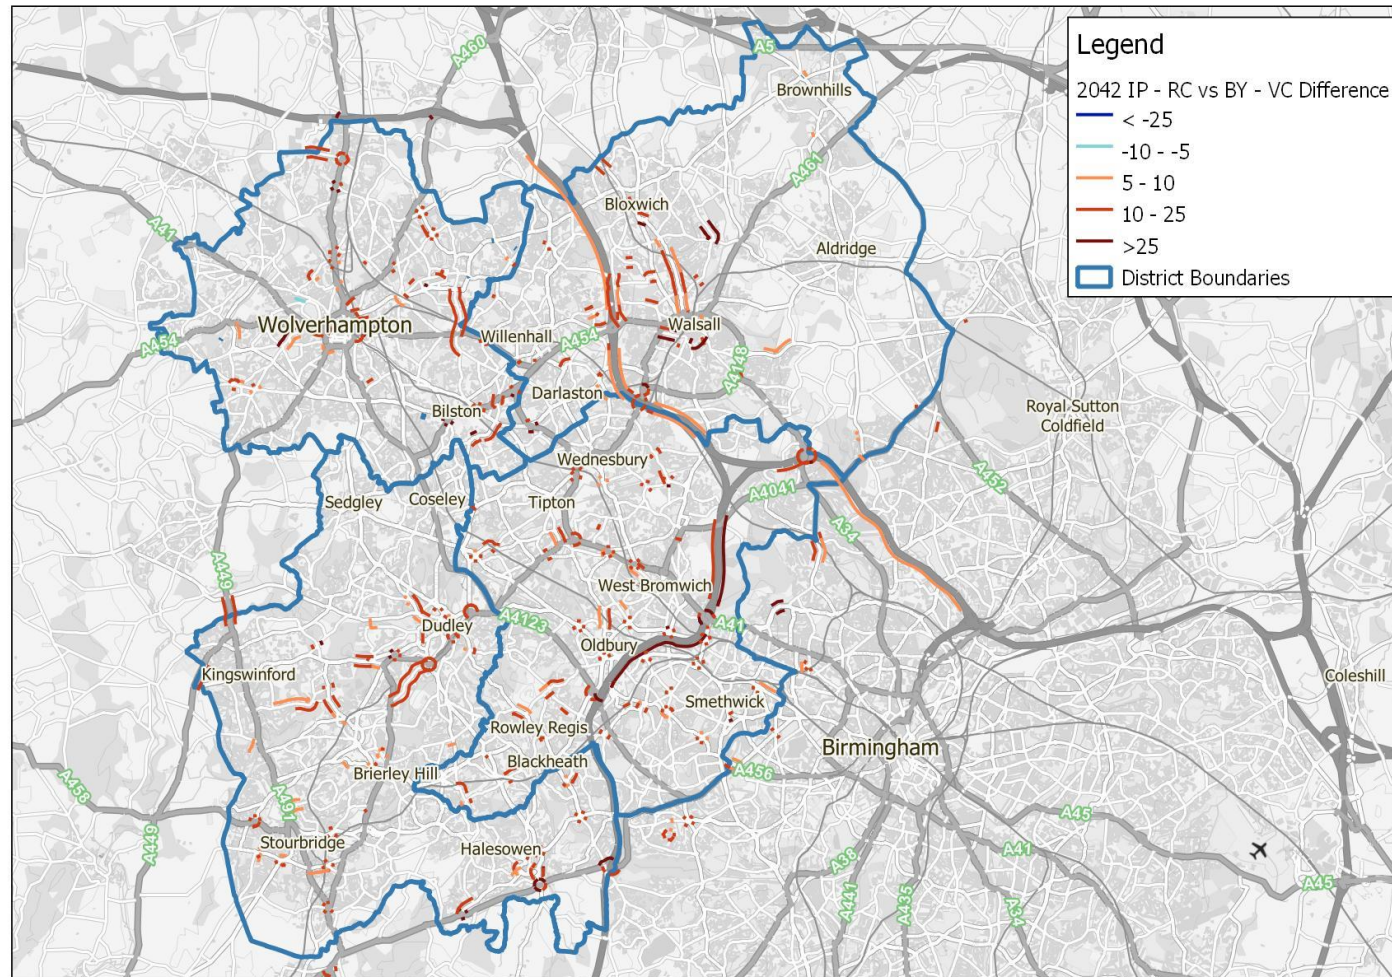 Legend
2042 IP - RC vs BY - VC Difference
< -25
-10 - -5
5 - 10
10 - 25
>25
District Boundaries
A460
A5
Brownhills
A461
Bloxwich
A41
Aldridge
Wolverhampton
Willenhall
A454
Walsall
A454
A4148
Darlaston
Bilston
Royal Sutton
Coldfield
Wednesbury
A452
Sedgley
Coseley
Tipton
A4041
A34
A449
West Bromwich
Dudley
A4123
A41
Oldbury
Kingswinford
Coleshill
Smethwick
Rowley Regis
Birmingham
Blackheath
Brierley Hill
A456
A458
A491
A45
A449
Stourbridge
Halesowen
A38
A41
A441
A435
A34
A45